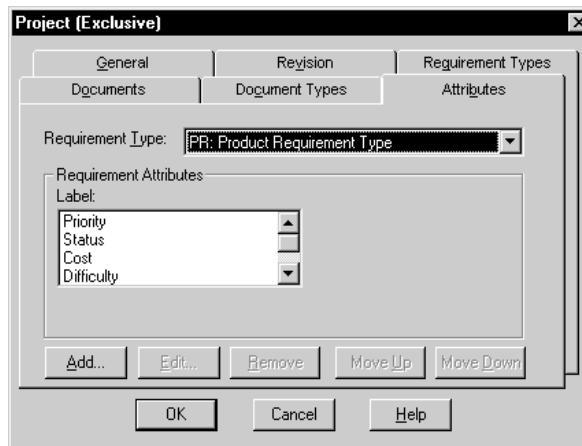 Project (Exclusive)
General Revision Requirement Types
Documents Document Types Attributes
Requirement Type: PR: Product Requirement Type
Requirement Attributes
Label:
Priority
Status
Cost
Difficulty
Add... Edit... Remove Move Up Move Down
OK Cancel Help